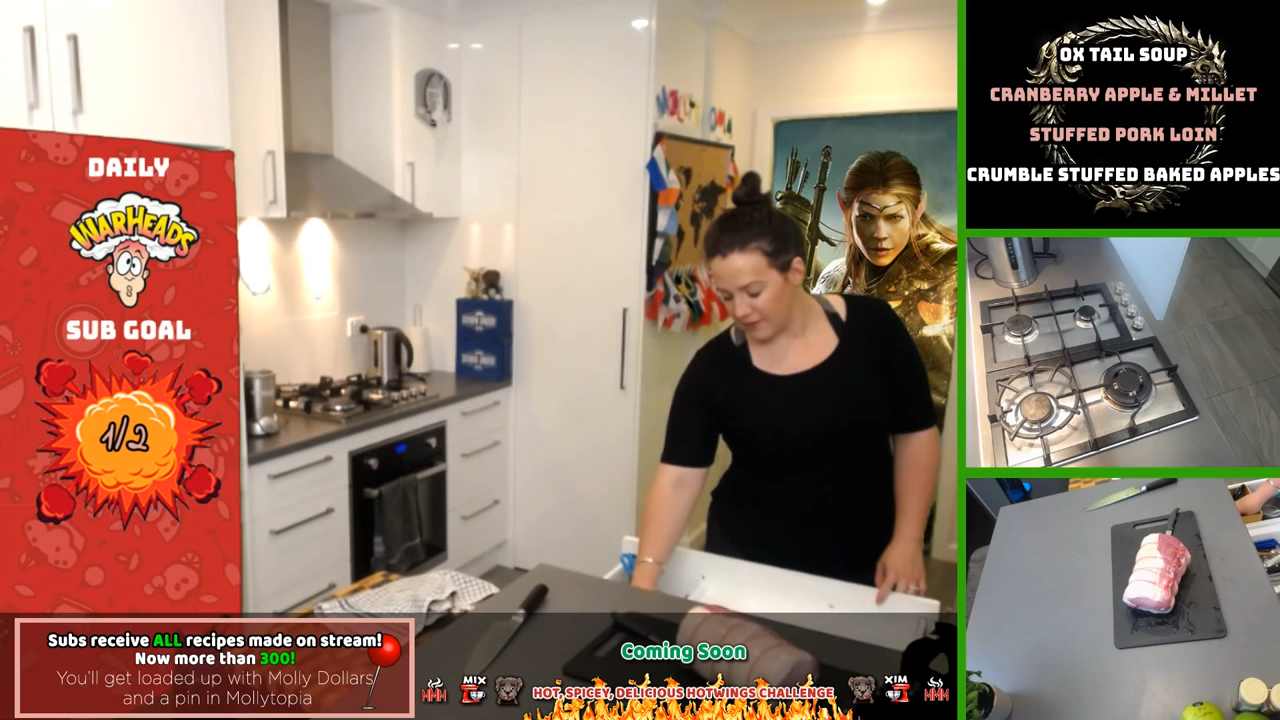 DAILY
WARHEADS
SUB GOAL
1/2
Subs receive ALL recipes made on stream!
Now more than 300!
You'll get loaded up with Molly Dollars
and a pin in Mollytopia
Coming Soon
MIX
HOT, SPICEY, DELICIOUS HOTWINGS CHALLENGE
XIM
OX TAIL SOUP
CRANBERRY APPLE & MILLET
STUFFED PORK LOIN
CRUMBLE STUFFED BAKED APPLES